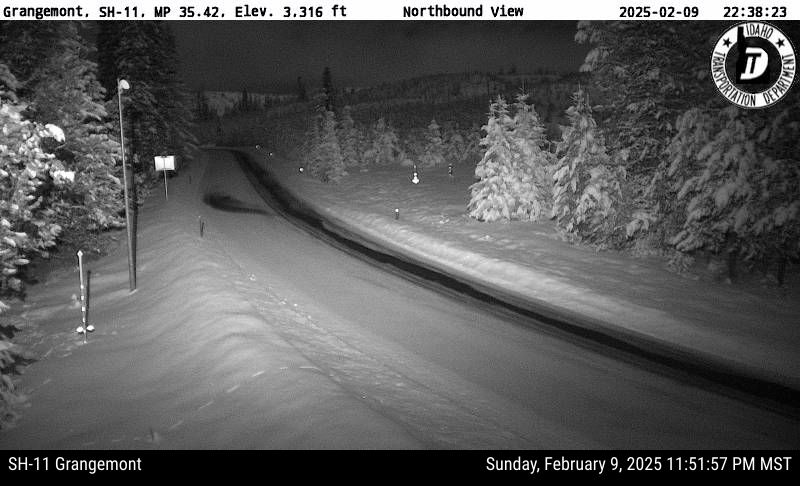 Grangemont, SH-11, MP 35.42, Elev. 3,316 ft Northbound View 2025-02-09 22:38:23
IDAHO
TRANSPORTATION DEPARTMENT
SH-11 Grangemont Sunday, February 9, 2025 11:51:57 PM MST